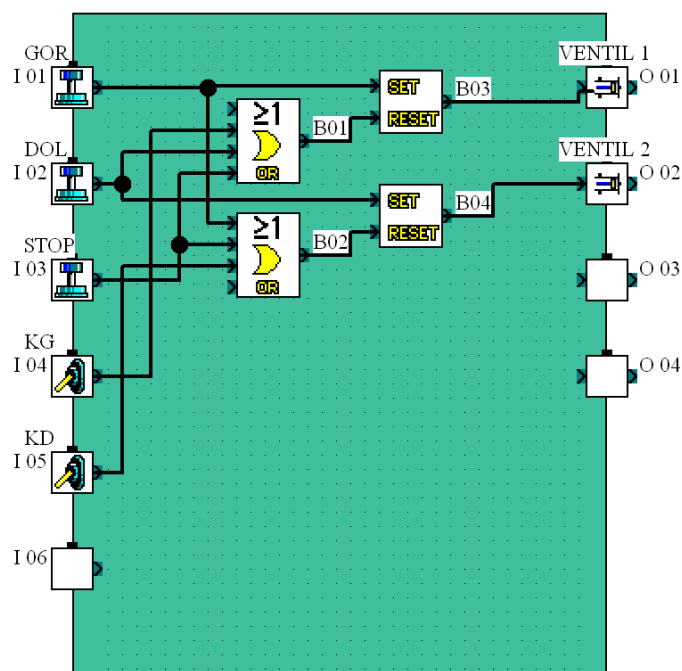 GOR
I 01
DOL
I 02
STOP
I 03
KG
I 04
KD
I 05
I 06
≥1
OR
B01
≥1
OR
B02
SET
RESET
B03
SET
RESET
B04
VENTIL 1
O 01
VENTIL 2
O 02
O 03
O 04